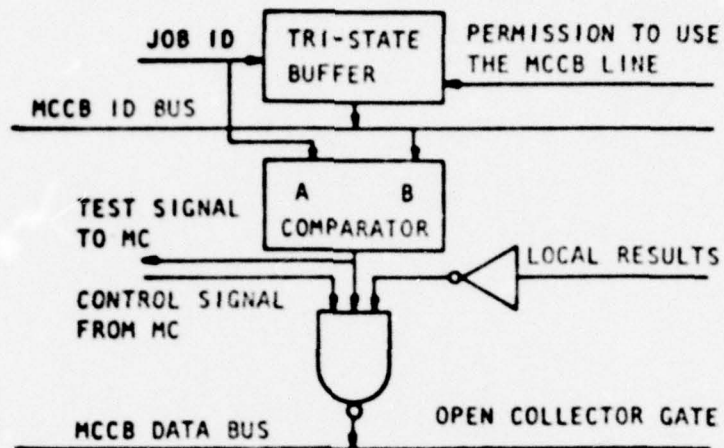 JOB ID
TRI-STATE
BUFFER
PERMISSION TO USE
THE MCCB LINE
MCCB ID BUS
A B
COMPARATOR
TEST SIGNAL
TO MC
LOCAL RESULTS
CONTROL SIGNAL
FROM MC
MCCB DATA BUS
OPEN COLLECTOR GATE